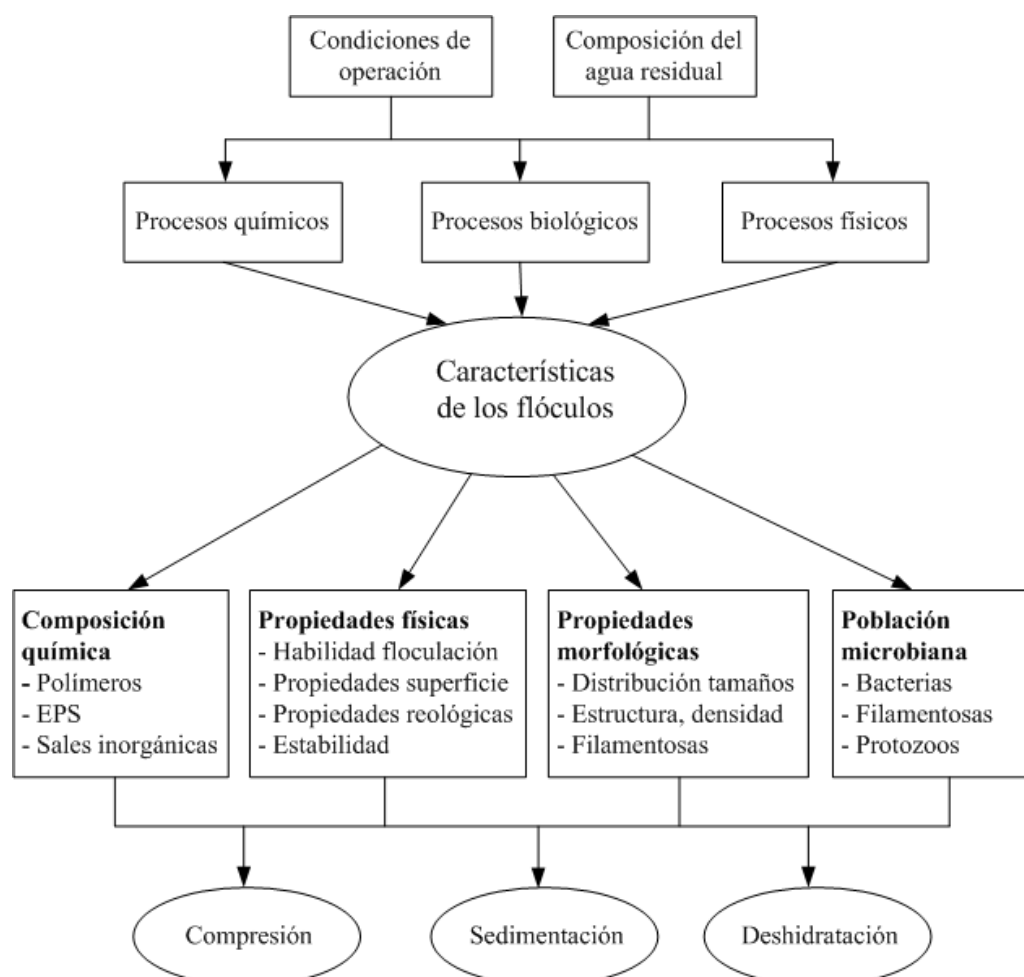 Condiciones de
operación
Composición del
agua residual
Procesos químicos
Procesos biológicos
Procesos físicos
Características
de los flóculos
Composición
química
- Polímeros
- EPS
- Sales inorgánicas
Propiedades físicas
- Habilidad floculación
- Propiedades superficie
- Propiedades reológicas
- Estabilidad
Propiedades
morfológicas
- Distribución tamaños
- Estructura, densidad
- Filamentosas
Población
microbiana
- Bacterias
- Filamentosas
- Protozoos
Compresión
Sedimentación
Deshidratación